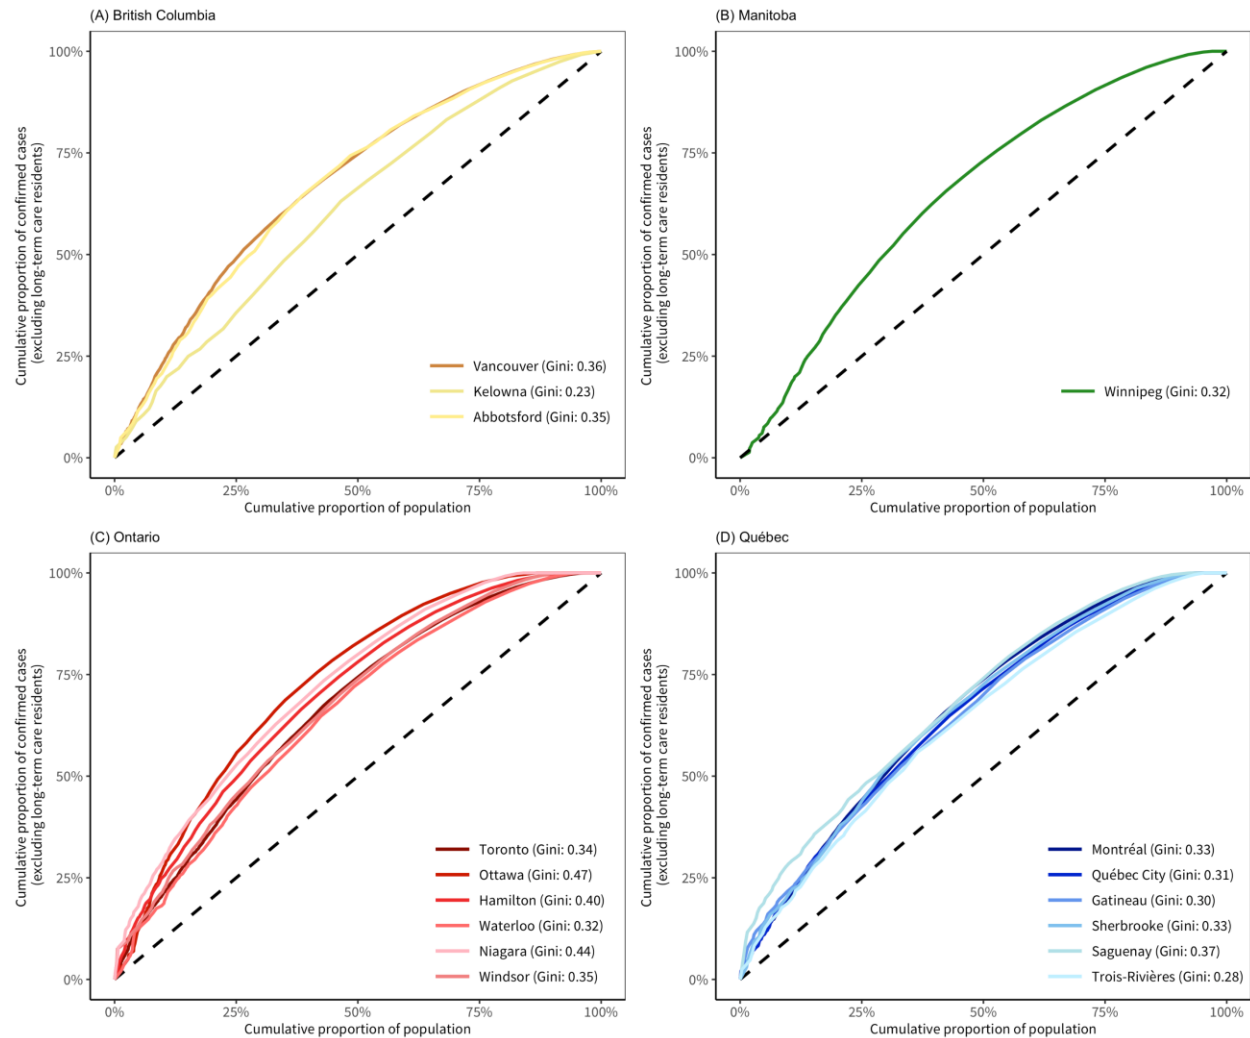 (A) British Columbia
Cumulative proportion of confirmed cases
(excluding long-term care residents)
100%
75%
50%
25%
0%
Vancouver (Gini: 0.36)
Kelowna (Gini: 0.23)
Abbotsford (Gini: 0.35)
0%
25%
50%
75%
100%
Cumulative proportion of population
(B) Manitoba
Cumulative proportion of confirmed cases
(excluding long-term care residents)
100%
75%
50%
25%
0%
Winnipeg (Gini: 0.32)
0%
25%
50%
75%
100%
Cumulative proportion of population
(C) Ontario
Cumulative proportion of confirmed cases
(excluding long-term care residents)
100%
75%
50%
25%
0%
Toronto (Gini: 0.34)
Ottawa (Gini: 0.47)
Hamilton (Gini: 0.40)
Waterloo (Gini: 0.32)
Niagara (Gini: 0.44)
Windsor (Gini: 0.35)
0%
25%
50%
75%
100%
Cumulative proportion of population
(D) Québec
Cumulative proportion of confirmed cases
(excluding long-term care residents)
100%
75%
50%
25%
0%
Montréal (Gini: 0.33)
Québec City (Gini: 0.31)
Gatineau (Gini: 0.30)
Sherbrooke (Gini: 0.33)
Saguenay (Gini: 0.37)
Trois-Rivières (Gini: 0.28)
0%
25%
50%
75%
100%
Cumulative proportion of population